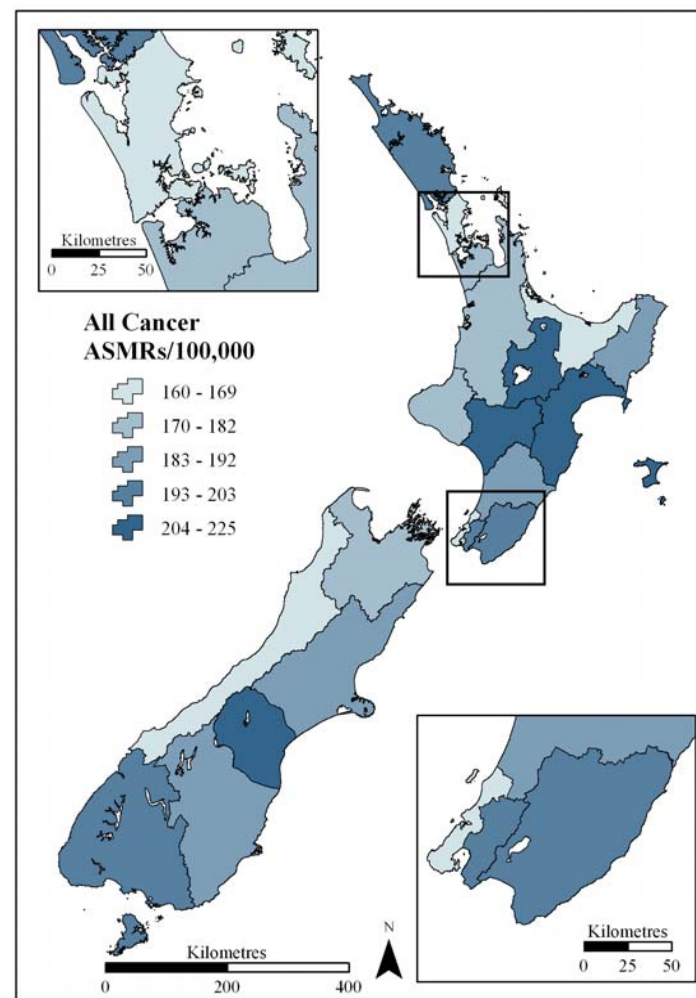 Kilometres
0 25 50
All Cancer
ASMRs/100,000
160 - 169
170 - 182
183 - 192
193 - 203
204 - 225
N
Kilometres
0 200 400
Kilometres
0 25 50